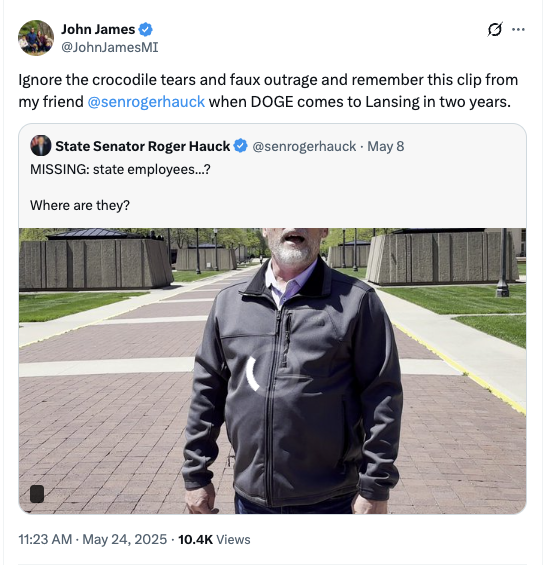 John James
@JohnJamesMI
Ignore the crocodile tears and faux outrage and remember this clip from
my friend @senrogerhauck when DOGE comes to Lansing in two years.
State Senator Roger Hauck @senrogerhauck · May 8
MISSING: state employees...?
Where are they?
11:23 AM · May 24, 2025 · 10.4K Views